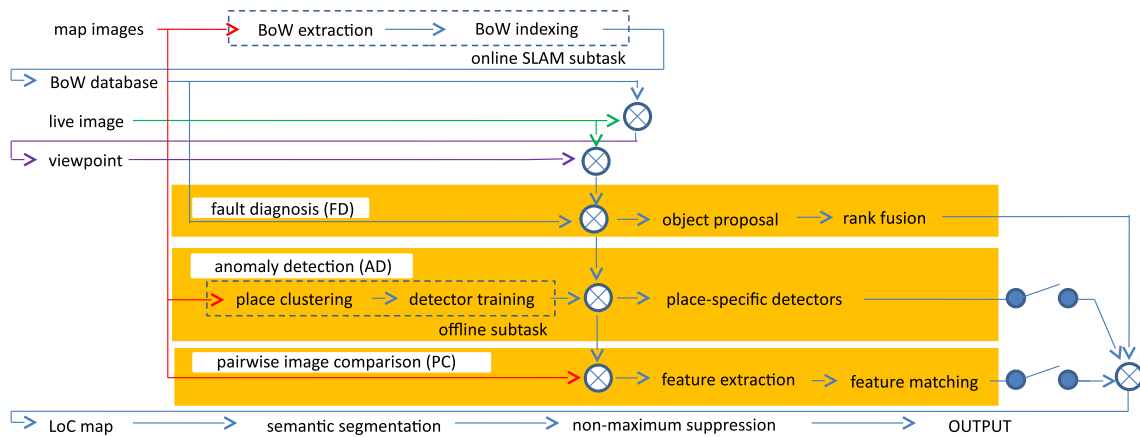 map images
BoW extraction
BoW indexing
online SLAM subtask
BoW database
live image
viewpoint
fault diagnosis (FD)
object proposal
rank fusion
anomaly detection (AD)
place clustering
detector training
place-specific detectors
offline subtask
pairwise image comparison (PC)
feature extraction
feature matching
LoC map
semantic segmentation
non-maximum suppression
OUTPUT